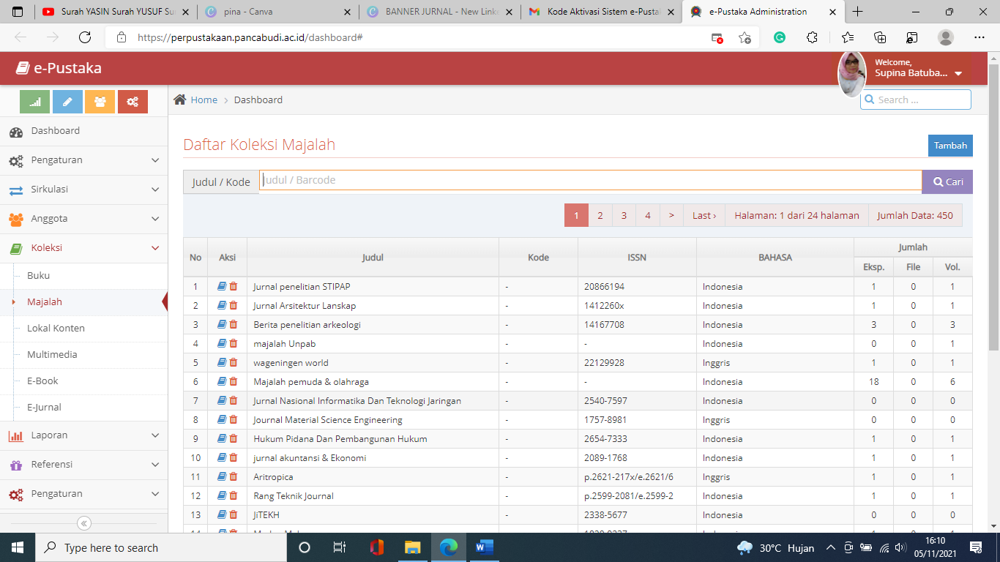 Surah YASIN Surah YUSUF Su
pina - Canva
BANNER JURNAL - New Linke
Kode Aktivasi Sistem e-Pustak
e-Pustaka Administration
https://perpustakaan.pancabudi.ac.id/dashboard#
e-Pustaka
Welcome,
Supina Batuba...
Home > Dashboard
Search ...
Dashboard
Pengaturan
Sirkulasi
Anggota
Koleksi
Buku
Majalah
Lokal Konten
Multimedia
E-Book
E-Jurnal
Laporan
Referensi
Pengaturan
Daftar Koleksi Majalah
Tambah
Judul / Kode
Judul / Barcode
Cari
1 2 3 4 > Last › Halaman: 1 dari 24 halaman Jumlah Data: 450
No Aksi Judul Kode ISSN BAHASA Jumlah
Eksp. File Vol.
1 Jurnal penelitian STIPAP - 20866194 Indonesia 1 0 1
2 Jurnal Arsitektur Lanskap - 1412260x Indonesia 1 0 1
3 Berita penelitian arkeologi - 14167708 Indonesia 3 0 3
4 majalah Unpab - - Indonesia 0 0 1
5 wageningen world - 22129928 Inggris 1 0 1
6 Majalah pemuda & olahraga - - Indonesia 18 0 6
7 Jurnal Nasional Informatika Dan Teknologi Jaringan - 2540-7597 Indonesia 0 0 0
8 Journal Material Science Engineering - 1757-8981 Inggris 0 0 0
9 Hukum Pidana Dan Pembangunan Hukum - 2654-7333 Indonesia 1 0 1
10 jurnal akuntansi & Ekonomi - 2089-1768 Indonesia 1 0 1
11 Aritropica - p.2621-217x/e.2621/6 Inggris 1 0 1
12 Rang Teknik Journal - p.2599-2081/e.2599-2 Indonesia 1 0 1
13 JiTEKH - 2338-5677 Indonesia 0 0 0
Type here to search
30°C Hujan
16:10
05/11/2021